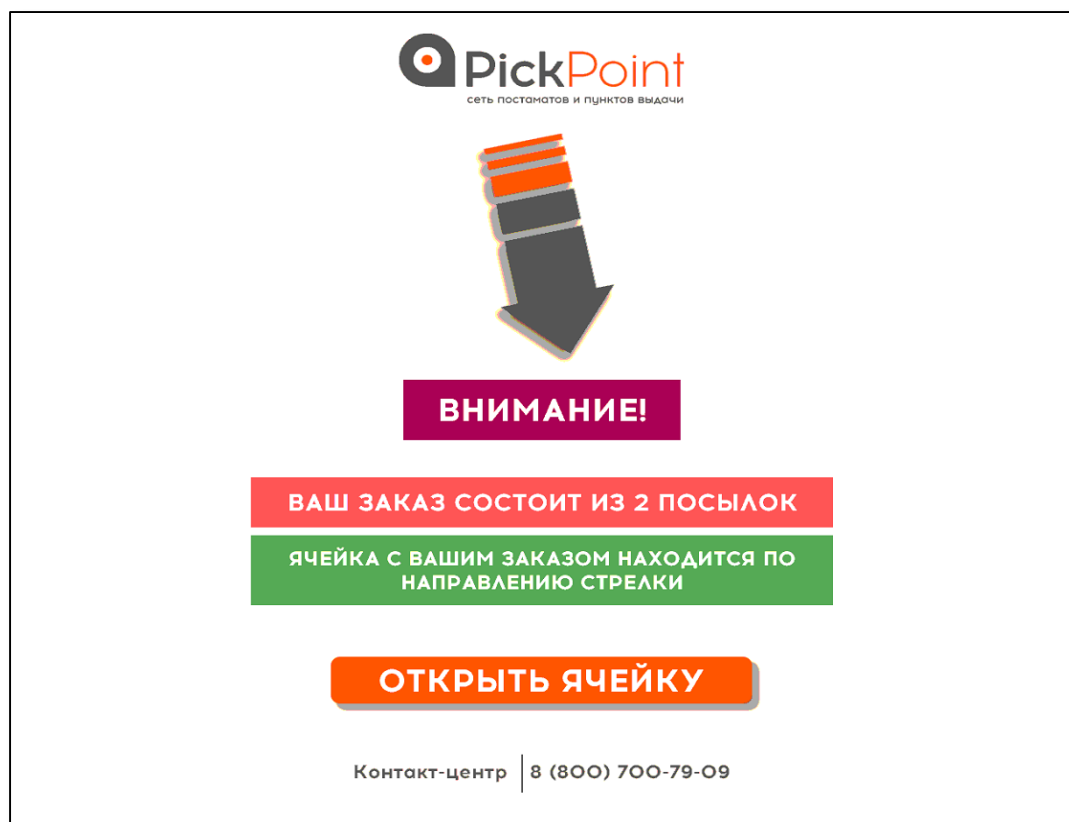 PickPoint
сеть постаматов и пунктов выдачи
ВНИМАНИЕ!
ВАШ ЗАКАЗ СОСТОИТ ИЗ 2 ПОСЫЛОК
ЯЧЕЙКА С ВАШИМ ЗАКАЗОМ НАХОДИТСЯ ПО
НАПРАВЛЕНИЮ СТРЕЛКИ
ОТКРЫТЬ ЯЧЕЙКУ
Контакт-центр 8 (800) 700-79-09